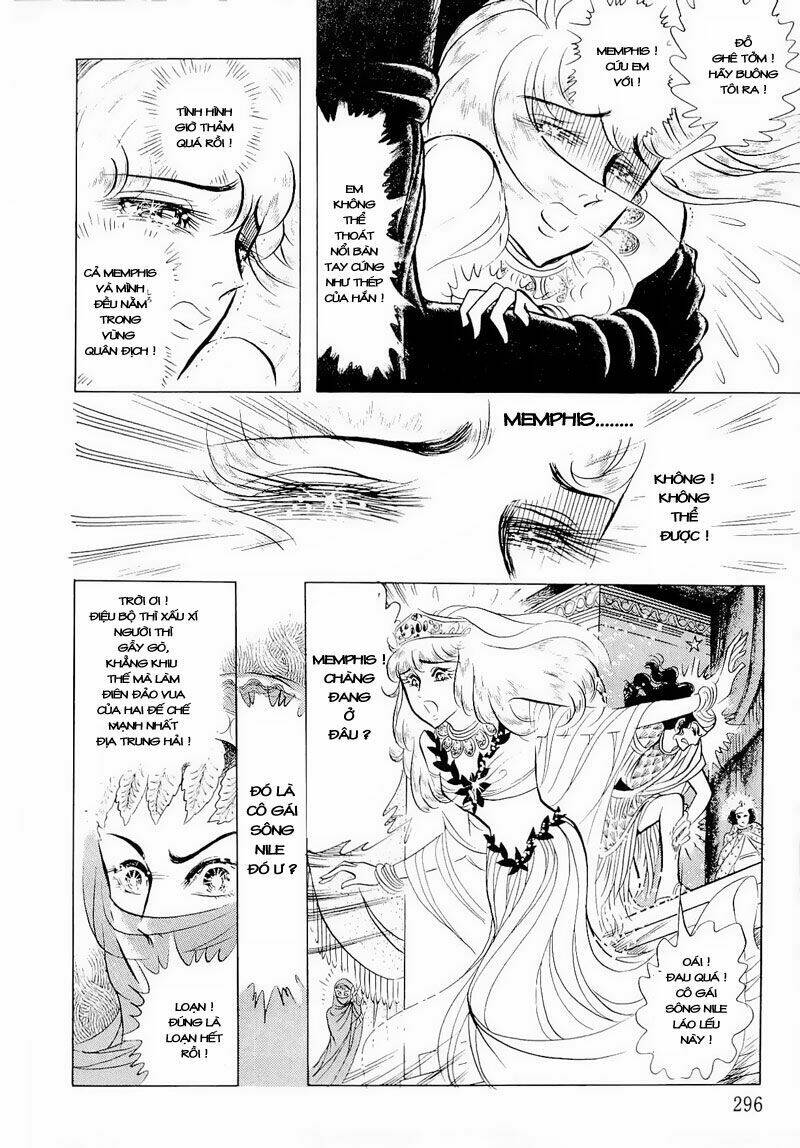 ĐỒ
GHÊ TỞM !
HÃY BUÔNG
TÔI RA !
MEMPHIS !
CỨU EM
VỚI !
EM
KHÔNG
THỂ
THOÁT
NỔI BÀN
TAY CỨNG
NHƯ THÉP
CỦA HẮN !
TÌNH HÌNH
GIỜ THẢM
QUÁ RỒI !
CẢ MEMPHIS
VÀ MÌNH
ĐỀU NẰM
TRONG
VÙNG
QUÂN ĐỊCH !
MEMPHIS........
KHÔNG !
KHÔNG
THỂ
ĐƯỢC !
TRỜI ƠI !
ĐIỆU BỘ THÌ XẤU XÍ
NGƯỜI THÌ
GẦY GÒ,
KHẲNG KHIU
THẾ MÀ LÀM
ĐIÊN ĐẢO VUA
CỦA HAI ĐẾ CHẾ
MẠNH NHẤT
ĐỊA TRUNG HẢI !
ĐÓ LÀ
CÔ GÁI
SÔNG
NILE
ĐÓ Ư ?
LOẠN !
ĐÚNG LÀ
LOẠN HẾT
RỒI !
MEMPHIS !
CHÀNG
ĐANG
Ở
ĐÂU ?
OÁI !
ĐAU QUÁ !
CÔ GÁI
SÔNG NILE
LÁO LẾU
NÀY !
296